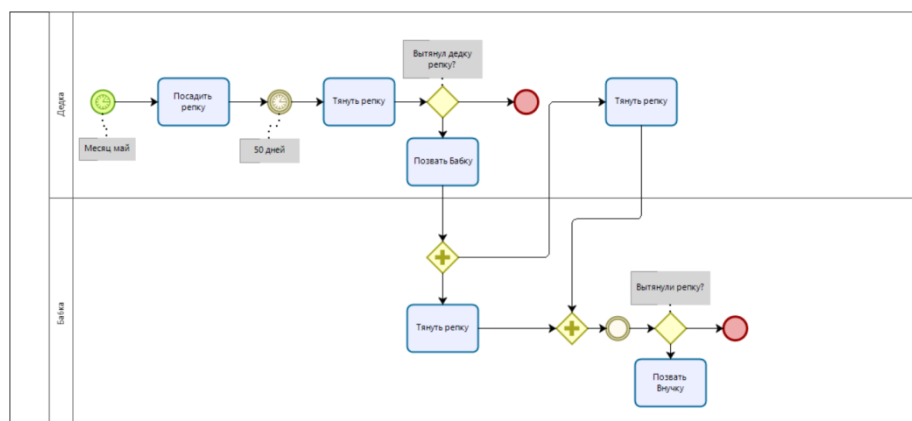 Дедка
Вытянул дедку
репку?
Посадить
репку
Тянуть репку
Тянуть репку
Месяц май
50 дней
Позвать Бабку
Бабка
Вытянули репку?
Тянуть репку
Позвать
Внучку